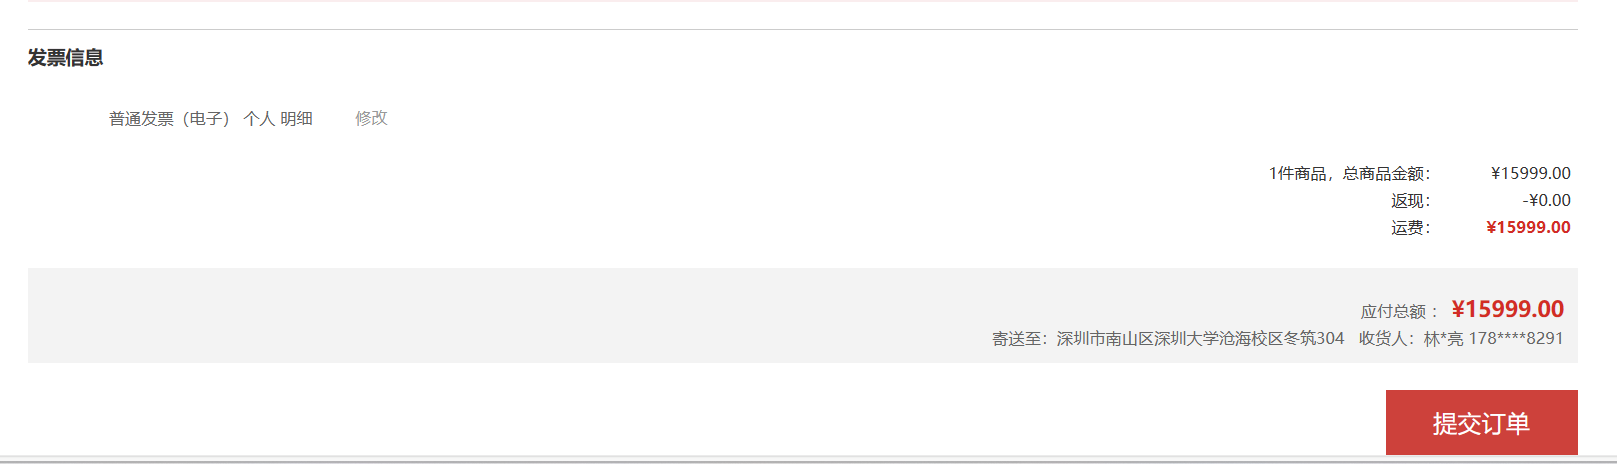 发票信息
普通发票（电子） 个人 明细 修改
1件商品，总商品金额： ¥15999.00
返现： -¥0.00
运费： ¥15999.00
应付总额 ： ¥15999.00
寄送至：深圳市南山区深圳大学沧海校区冬筑304 收货人：林*亮 178****8291
提交订单